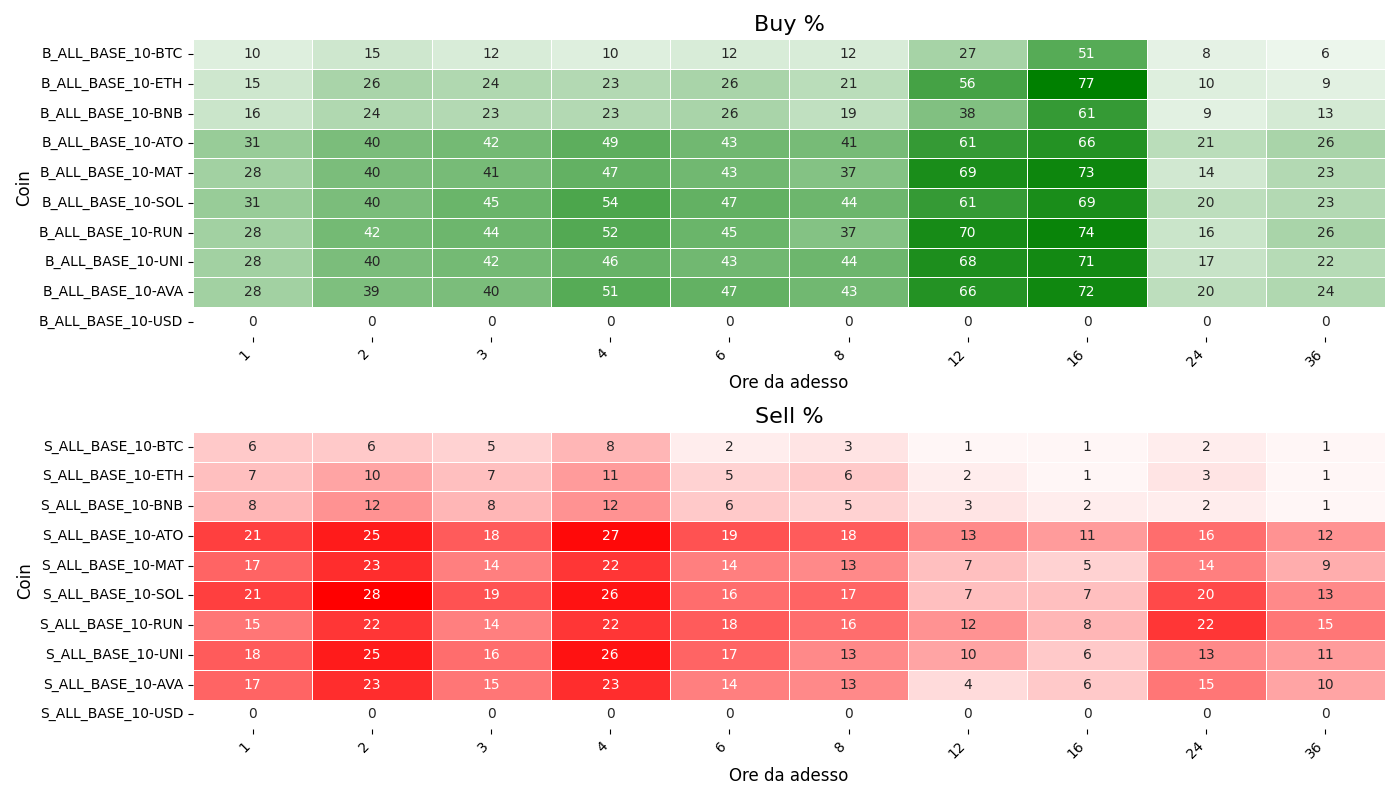 Buy %
B_ALL_BASE_10-BTC 10 15 12 10 12 12 27 51 8 6
B_ALL_BASE_10-ETH 15 26 24 23 26 21 56 77 10 9
B_ALL_BASE_10-BNB 16 24 23 23 26 19 38 61 9 13
B_ALL_BASE_10-ATO 31 40 42 49 43 41 61 66 21 26
B_ALL_BASE_10-MAT 28 40 41 47 43 37 69 73 14 23
B_ALL_BASE_10-SOL 31 40 45 54 47 44 61 69 20 23
B_ALL_BASE_10-RUN 28 42 44 52 45 37 70 74 16 26
B_ALL_BASE_10-UNI 28 40 42 46 43 44 68 71 17 22
B_ALL_BASE_10-AVA 28 39 40 51 47 43 66 72 20 24
B_ALL_BASE_10-USD 0 0 0 0 0 0 0 0 0 0
Coin
1 2 3 4 6 8 12 16 24 36
Ore da adesso
Sell %
S_ALL_BASE_10-BTC 6 6 5 8 2 3 1 1 2 1
S_ALL_BASE_10-ETH 7 10 7 11 5 6 2 1 3 1
S_ALL_BASE_10-BNB 8 12 8 12 6 5 3 2 2 1
S_ALL_BASE_10-ATO 21 25 18 27 19 18 13 11 16 12
S_ALL_BASE_10-MAT 17 23 14 22 14 13 7 5 14 9
S_ALL_BASE_10-SOL 21 28 19 26 16 17 7 7 20 13
S_ALL_BASE_10-RUN 15 22 14 22 18 16 12 8 22 15
S_ALL_BASE_10-UNI 18 25 16 26 17 13 10 6 13 11
S_ALL_BASE_10-AVA 17 23 15 23 14 13 4 6 15 10
S_ALL_BASE_10-USD 0 0 0 0 0 0 0 0 0 0
Coin
1 2 3 4 6 8 12 16 24 36
Ore da adesso